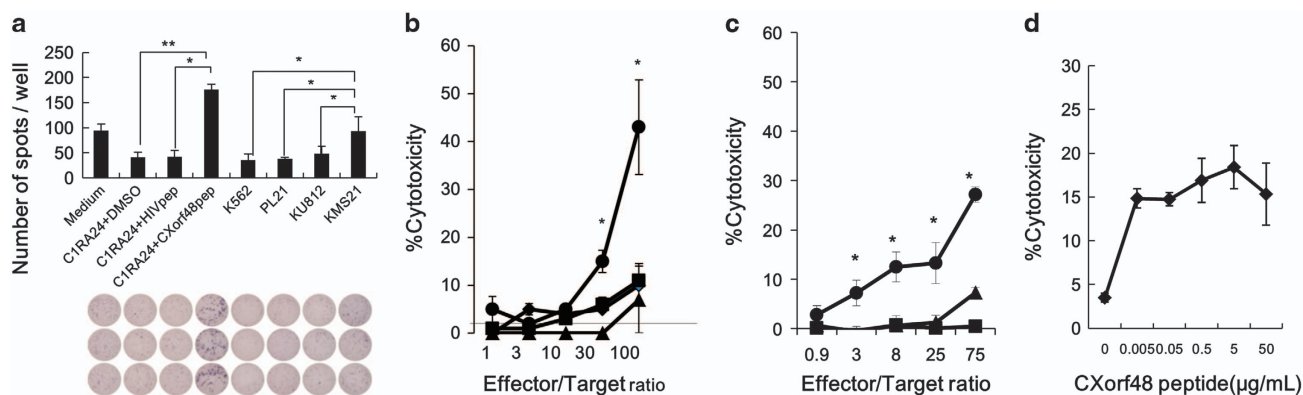 a
Number of spots / well
250
200
150
100
50
0
**
*
*
*
*
Medium
C1RA24+DMSO
C1RA24+HIVpep
C1RA24+CXorf48pep
K562
PL21
KU812
KMS21
b
%Cytotoxicity
60
50
40
30
20
10
0
*
*
1 3 10 30 100
Effector/Target ratio
c
%Cytotoxicity
60
50
40
30
20
10
0
*
*
*
*
0.9 3 8 25 75
Effector/Target ratio
d
%Cytotoxicity
30
25
20
15
10
5
0
0 0.005 0.05 0.5 5 50
CXorf48 peptide(µg/mL)